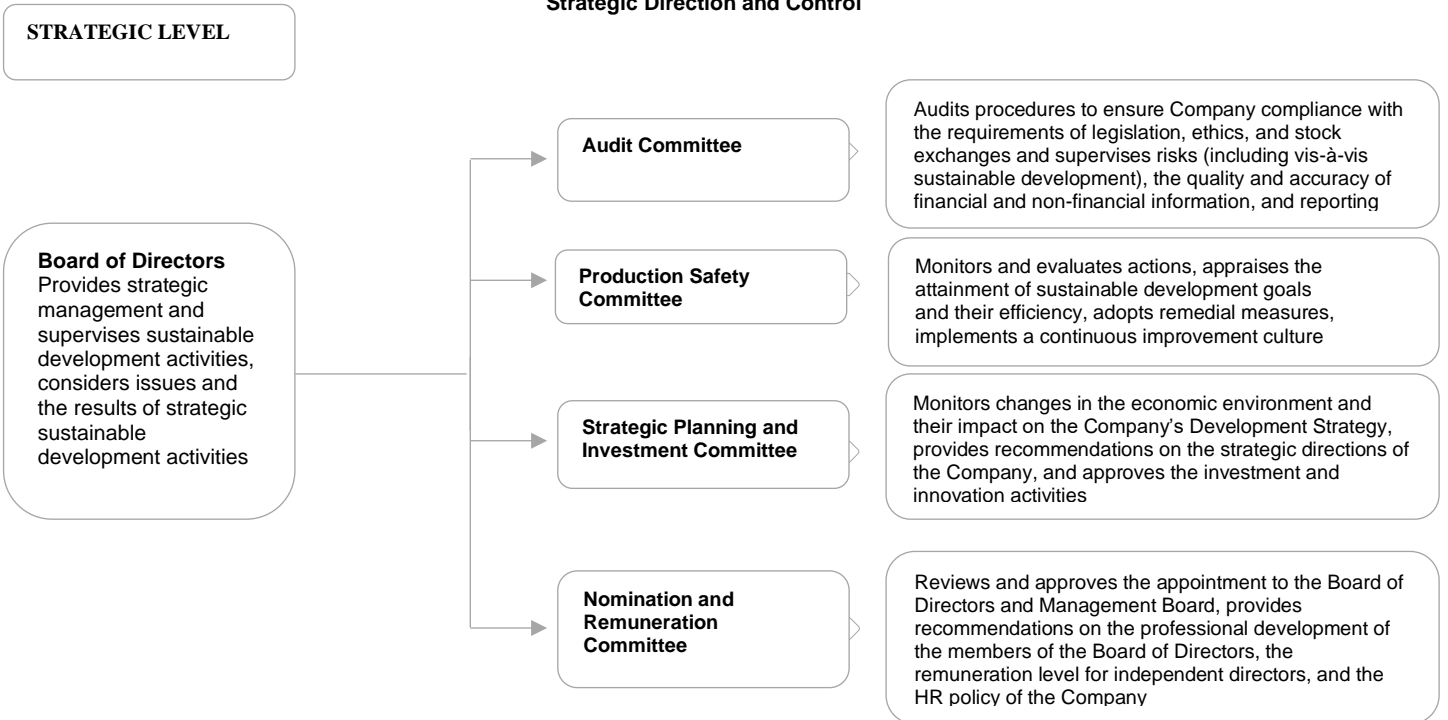 Strategic Direction and Control
STRATEGIC LEVEL
Board of Directors
Provides strategic
management and
supervises sustainable
development activities,
considers issues and
the results of strategic
sustainable
development activities
Audit Committee
Audits procedures to ensure Company compliance with
the requirements of legislation, ethics, and stock
exchanges and supervises risks (including vis-à-vis
sustainable development), the quality and accuracy of
financial and non-financial information, and reporting
Production Safety
Committee
Monitors and evaluates actions, appraises the
attainment of sustainable development goals
and their efficiency, adopts remedial measures,
implements a continuous improvement culture
Strategic Planning and
Investment Committee
Monitors changes in the economic environment and
their impact on the Company's Development Strategy,
provides recommendations on the strategic directions of
the Company, and approves the investment and
innovation activities
Nomination and
Remuneration
Committee
Reviews and approves the appointment to the Board of
Directors and Management Board, provides
recommendations on the professional development of
the members of the Board of Directors, the
remuneration level for independent directors, and the
HR policy of the Company